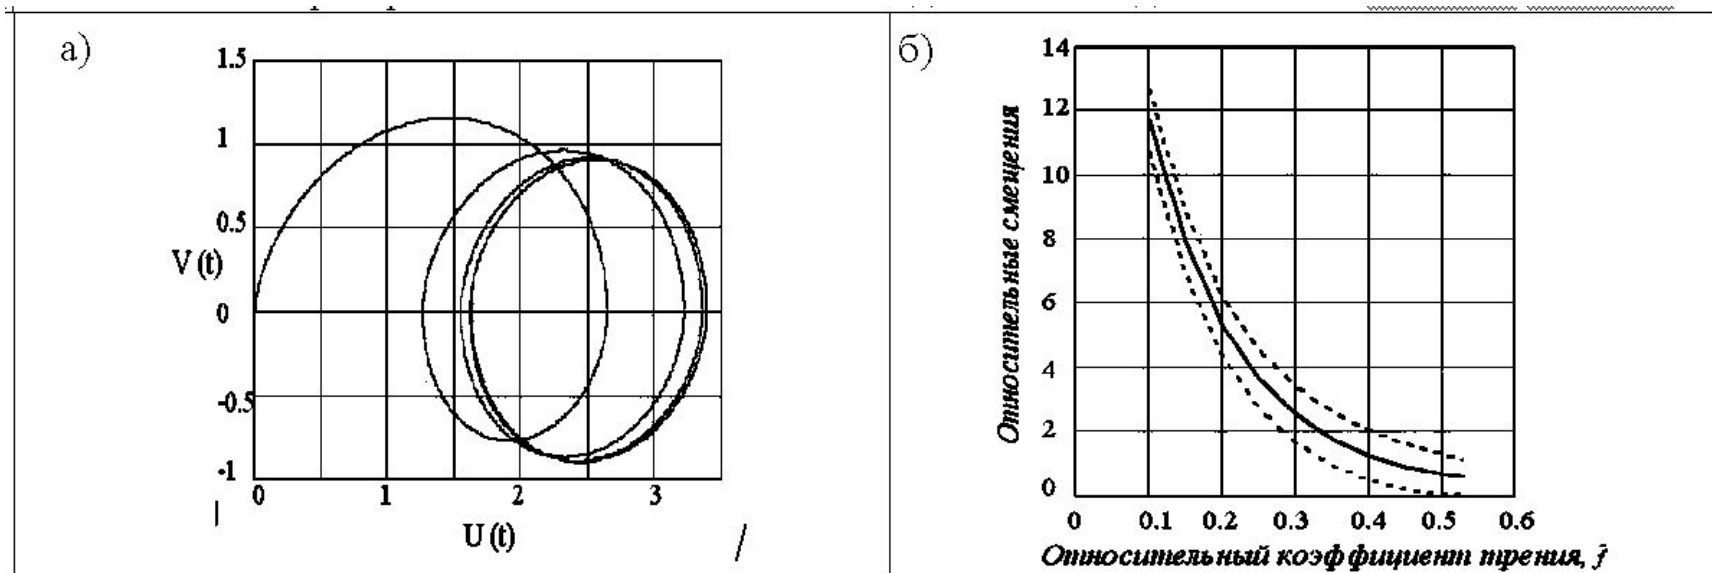 а)
1.5
1
0.5
V (t)
0
-0.5
-1
0 1 2 3
U (t)
б)
14
12
10
8
6
4
2
0
Относительные смещения
0 0.1 0.2 0.3 0.4 0.5 0.6
Относительный коэффициент трения,